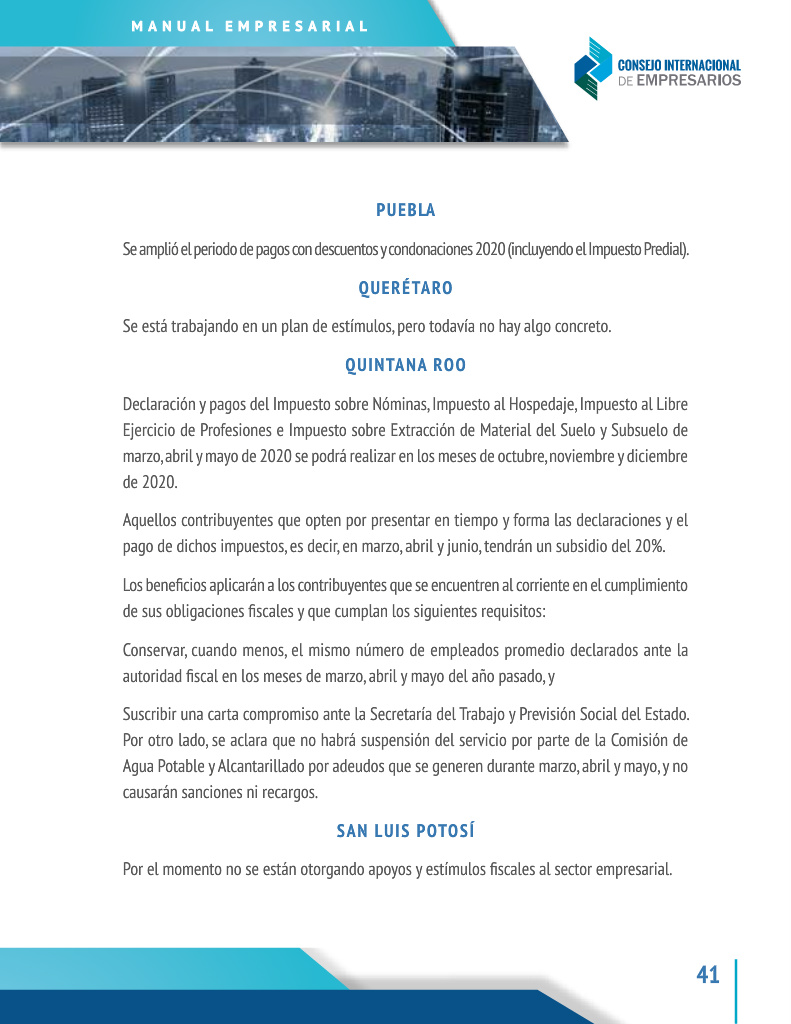 MANUAL EMPRESARIAL
CONSEJO INTERNACIONAL
DE EMPRESARIOS
PUEBLA
Se amplió el periodo de pagos con descuentos y condonaciones 2020 (incluyendo el Impuesto Predial).
QUERÉTARO
Se está trabajando en un plan de estímulos, pero todavía no hay algo concreto.
QUINTANA ROO
Declaración y pagos del Impuesto sobre Nóminas, Impuesto al Hospedaje, Impuesto al Libre
Ejercicio de Profesiones e Impuesto sobre Extracción de Material del Suelo y Subsuelo de
marzo, abril y mayo de 2020 se podrá realizar en los meses de octubre, noviembre y diciembre
de 2020.
Aquellos contribuyentes que opten por presentar en tiempo y forma las declaraciones y el
pago de dichos impuestos, es decir, en marzo, abril y junio, tendrán un subsidio del 20%.
Los beneficios aplicarán a los contribuyentes que se encuentren al corriente en el cumplimiento
de sus obligaciones fiscales y que cumplan los siguientes requisitos:
Conservar, cuando menos, el mismo número de empleados promedio declarados ante la
autoridad fiscal en los meses de marzo, abril y mayo del año pasado, y
Suscribir una carta compromiso ante la Secretaría del Trabajo y Previsión Social del Estado.
Por otro lado, se aclara que no habrá suspensión del servicio por parte de la Comisión de
Agua Potable y Alcantarillado por adeudos que se generen durante marzo, abril y mayo, y no
causarán sanciones ni recargos.
SAN LUIS POTOSÍ
Por el momento no se están otorgando apoyos y estímulos fiscales al sector empresarial.
41